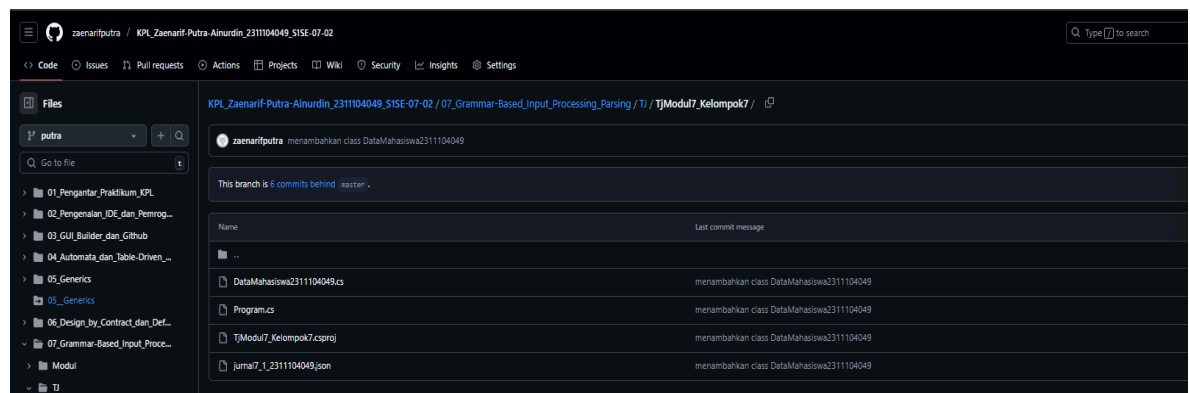 zaenarifputra / KPL_Zaenarif-Putra-Ainurdin_2311104049_S1SE-07-02
Type / to search
Code Issues Pull requests Actions Projects Wiki Security Insights Settings
Files
putra
Go to file t
01_Pengantar_Praktikum_KPL
02_Pengenalan_IDE_dan_Pemrog...
03_GUI_Builder_dan_Github
04_Automata_dan_Table-Driven_...
05_Generics
05__Generics
06_Design_by_Contract_dan_Def...
07_Grammar-Based_Input_Proce...
Modul
TJ
KPL_Zaenarif-Putra-Ainurdin_2311104049_S1SE-07-02 / 07_Grammar-Based_Input_Processing_Parsing / TJ / TjModul7_Kelompok7 /
zaenarifputra menambahkan class DataMahasiswa2311104049
This branch is 6 commits behind master .
Name Last commit message
..
DataMahasiswa2311104049.cs menambahkan class DataMahasiswa2311104049
Program.cs menambahkan class DataMahasiswa2311104049
TjModul7_Kelompok7.csproj menambahkan class DataMahasiswa2311104049
jurnal7_1_2311104049.json menambahkan class DataMahasiswa2311104049